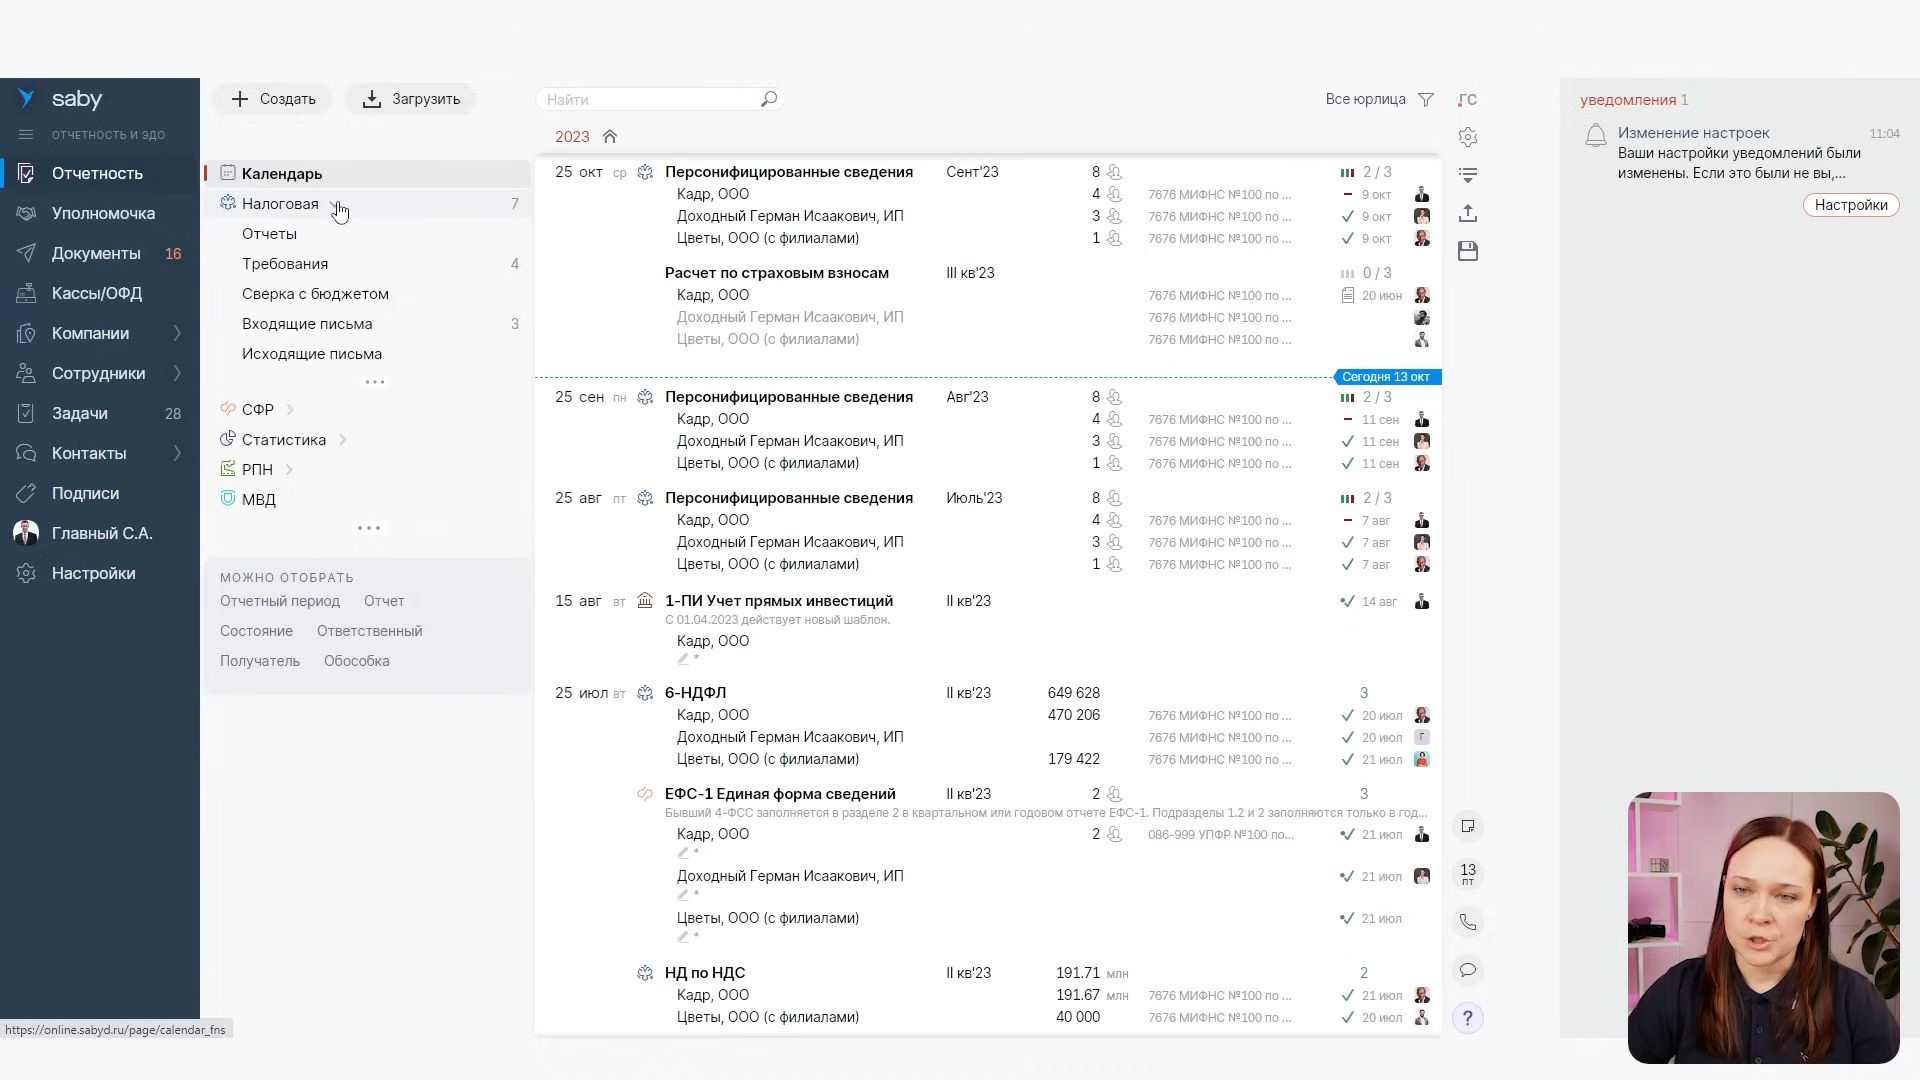 saby
ОТЧЕТНОСТЬ И ЭДО
Отчетность
Уполномочка
Документы 16
Кассы/ОФД
Компании
Сотрудники
Задачи 28
Контакты
Подписи
Главный С.А.
Настройки
https://online.sabyd.ru/page/calendar_fns
Создать Загрузить
Календарь
Налоговая 7
Отчеты
Требования 4
Сверка с бюджетом
Входящие письма 3
Исходящие письма
СФР
Статистика
РПН
МВД
МОЖНО ОТОБРАТЬ
Отчетный период Отчет
Состояние Ответственный
Получатель Обособка
Найти Все юрлица
2023
25 окт ср Персонифицированные сведения Сент'23 8 2 / 3
Кадр, ООО 4 7676 МИФНС №100 по ... 9 окт
Доходный Герман Исаакович, ИП 3 7676 МИФНС №100 по ... 9 окт
Цветы, ООО (с филиалами) 1 7676 МИФНС №100 по ... 9 окт
Расчет по страховым взносам III кв'23 0 / 3
Кадр, ООО 7676 МИФНС №100 по ... 20 июн
Доходный Герман Исаакович, ИП 7676 МИФНС №100 по ...
Цветы, ООО (с филиалами) 7676 МИФНС №100 по ...
Сегодня 13 окт
25 сен пн Персонифицированные сведения Авг'23 8 2 / 3
Кадр, ООО 4 7676 МИФНС №100 по ... 11 сен
Доходный Герман Исаакович, ИП 3 7676 МИФНС №100 по ... 11 сен
Цветы, ООО (с филиалами) 1 7676 МИФНС №100 по ... 11 сен
25 авг пт Персонифицированные сведения Июль'23 8 2 / 3
Кадр, ООО 4 7676 МИФНС №100 по ... 7 авг
Доходный Герман Исаакович, ИП 3 7676 МИФНС №100 по ... 7 авг
Цветы, ООО (с филиалами) 1 7676 МИФНС №100 по ... 7 авг
15 авг вт 1-ПИ Учет прямых инвестиций II кв'23 14 авг
С 01.04.2023 действует новый шаблон.
Кадр, ООО
*
25 июл вт 6-НДФЛ II кв'23 649 628 3
Кадр, ООО 470 206 7676 МИФНС №100 по ... 20 июл
Доходный Герман Исаакович, ИП 7676 МИФНС №100 по ... 20 июл Г
Цветы, ООО (с филиалами) 179 422 7676 МИФНС №100 по ... 21 июл
ЕФС-1 Единая форма сведений II кв'23 2 3
Бывший 4-ФСС заполняется в разделе 2 в квартальном или годовом отчете ЕФС-1. Подразделы 1.2 и 2 заполняются только в год...
Кадр, ООО 2 086-999 УПФР №100 по... 21 июл
*
Доходный Герман Исаакович, ИП 21 июл
*
Цветы, ООО (с филиалами) 21 июл
*
НД по НДС II кв'23 191.71 млн 2
Кадр, ООО 191.67 млн 7676 МИФНС №100 по ... 21 июл
Цветы, ООО (с филиалами) 40 000 7676 МИФНС №100 по ... 20 июл
ГС
13
ПТ
?
уведомления 1
Изменение настроек 11:04
Ваши настройки уведомлений были
изменены. Если это были не вы,...
Настройки